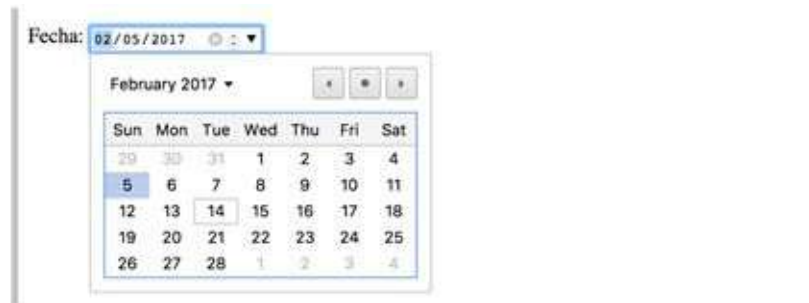 Fecha: 02/05/2017
February 2017
Sun Mon Tue Wed Thu Fri Sat
29 30 31 1 2 3 4
5 6 7 8 9 10 11
12 13 14 15 16 17 18
19 20 21 22 23 24 25
26 27 28 1 2 3 4